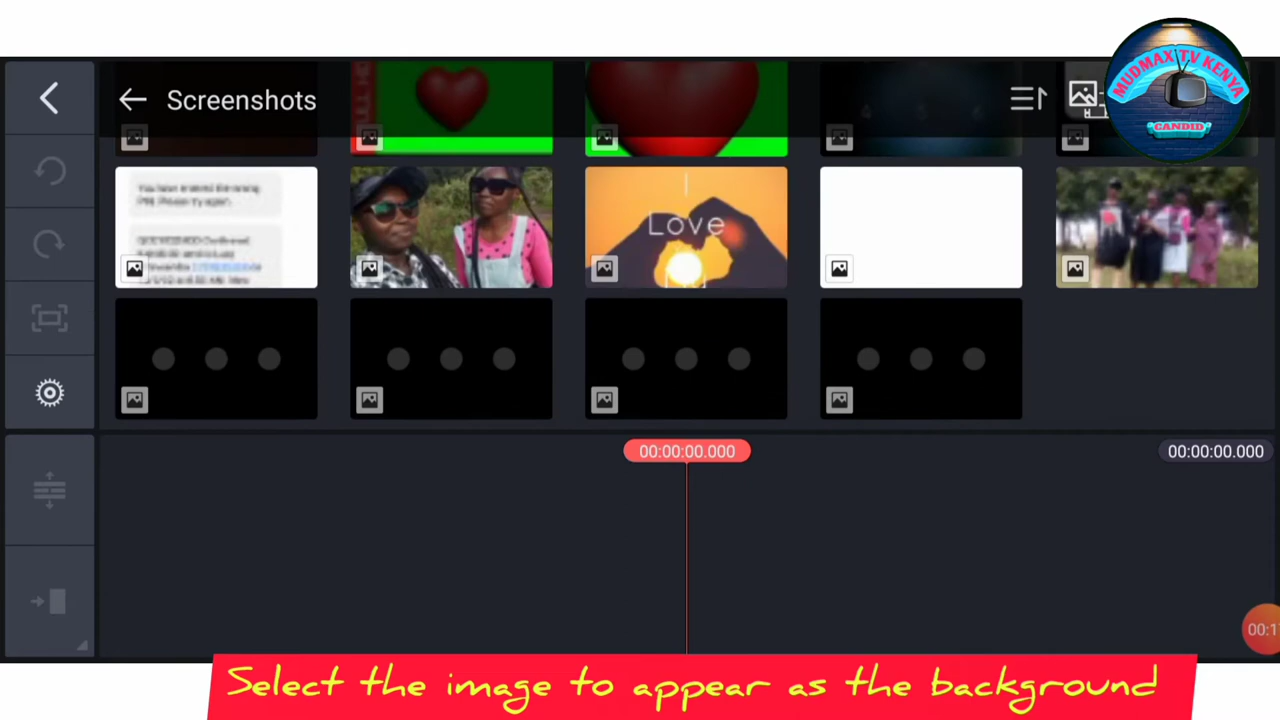 Screenshots
MUDMAX TV KENYA
CANDID
Love
00:00:00.000
00:00:00.000
Select the image to appear as the background